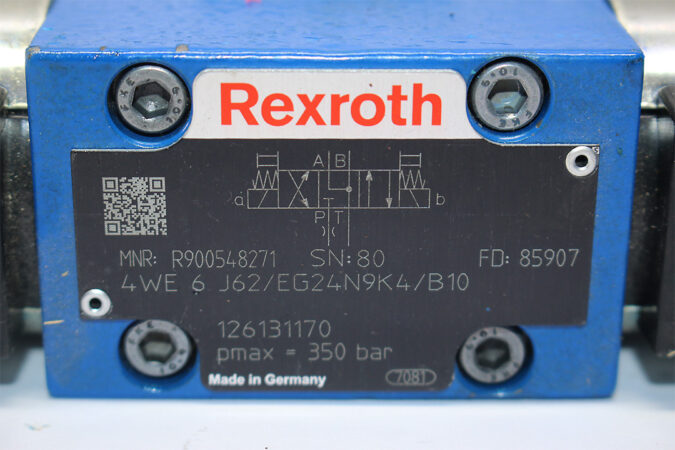 Rexroth
A B
a b
P T
MNR: R900548271 SN: 80 FD: 85907
4WE 6 J62/EG24N9K4/B10
126131170
pmax = 350 bar
Made in Germany 7081